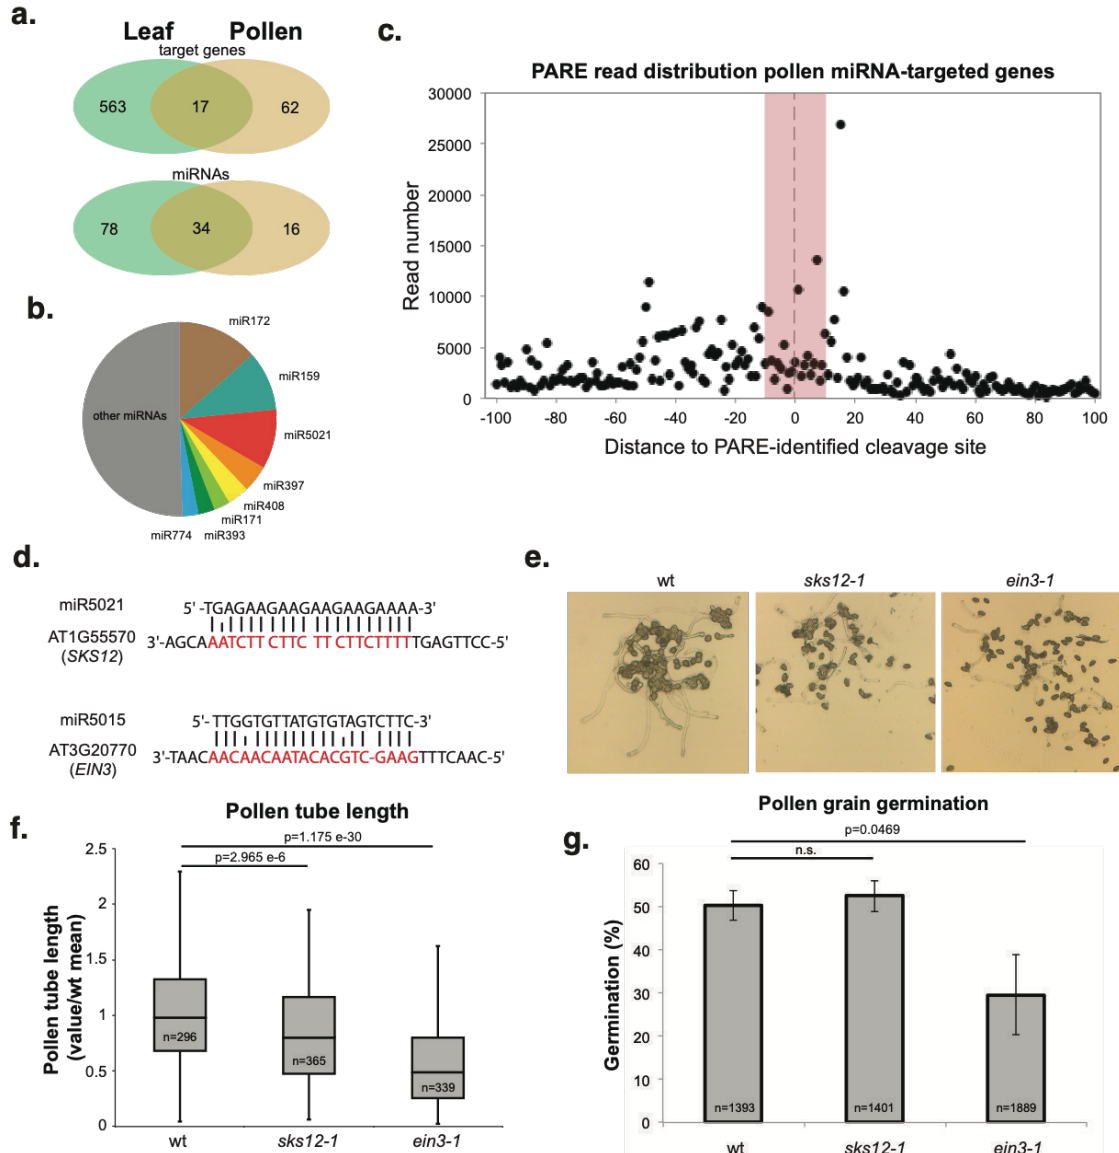 a.
Leaf Pollen
target genes
563 17 62
miRNAs
78 34 16
b.
miR172
miR159
other miRNAs
miR5021
miR397
miR408
miR171
miR774 miR393
c.
PARE read distribution pollen miRNA-targeted genes
30000
25000
20000
15000
10000
5000
0
Read number
-100 -80 -60 -40 -20 0 20 40 60 80 100
Distance to PARE-identified cleavage site
d.
miR5021 5' -TGAGAAGAAGAAGAAGAAAA-3'
AT1G55570 3'-AGCAAATCTT CTTC TT CTTCTTTTTGAGTTCC-5'
(SKS12)
miR5015 5'- TTGGTGTTATGTGTAGTCTTC-3'
AT3G20770 3'-TAACAACAACAATACACGTC-GAAGTTTCAAC-5'
(EIN3)
e.
wt sks12-1 ein3-1
f.
Pollen tube length
p=1.175 e-30
p=2.965 e-6
2.5
2
1.5
1
0.5
0
Pollen tube length
(value/wt mean)
n=296
n=365
n=339
wt sks12-1 ein3-1
g.
Pollen grain germination
p=0.0469
n.s.
60
50
40
30
20
10
0
Germination (%)
n=1393 n=1401 n=1889
wt sks12-1 ein3-1